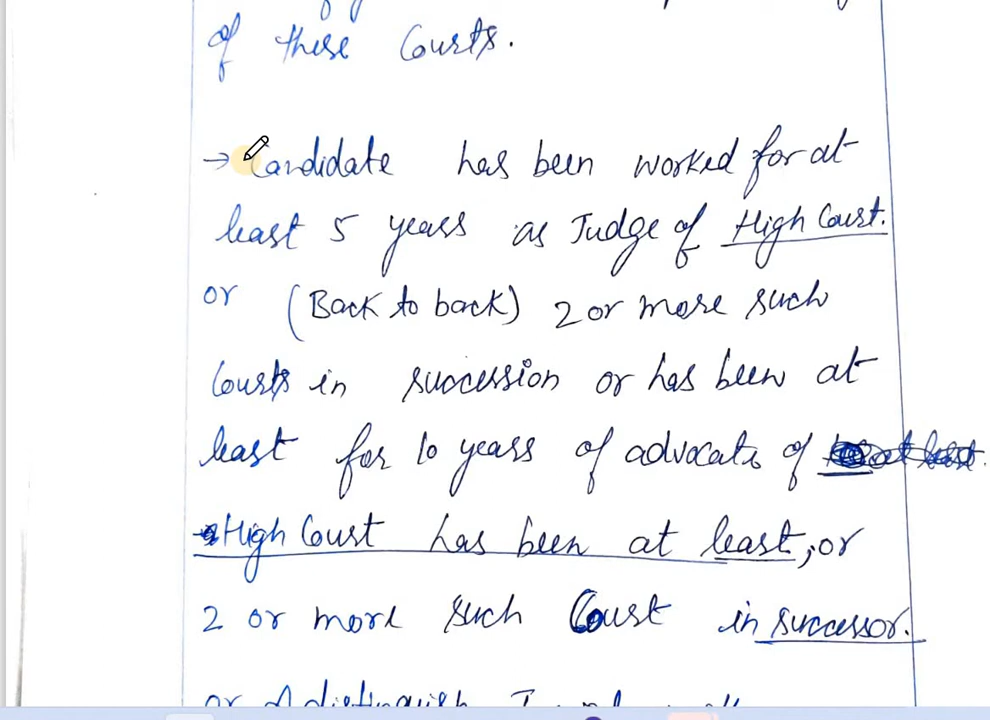 of these Courts.
→ Candidate has been worked for at
least 5 years as Judge of High Court.
or (Back to back) 2 or more such
Courts in succession or has been at
least for 10 years of advocate of
High Court has been at least, or
2 or more such Court in successor.
or A distinguish